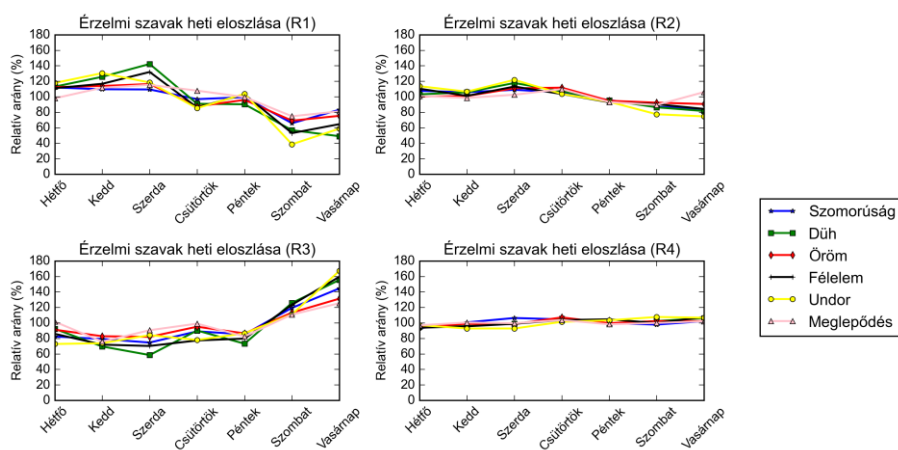 Érzelmi szavak heti eloszlása (R1)
Relatív arány (%)
180
160
140
120
100
80
60
40
20
0
Hétfő
Kedd
Szerda
Csütörtök
Péntek
Szombat
Vasárnap
Érzelmi szavak heti eloszlása (R2)
Relatív arány (%)
180
160
140
120
100
80
60
40
20
0
Hétfő
Kedd
Szerda
Csütörtök
Péntek
Szombat
Vasárnap
Érzelmi szavak heti eloszlása (R3)
Relatív arány (%)
180
160
140
120
100
80
60
40
20
0
Hétfő
Kedd
Szerda
Csütörtök
Péntek
Szombat
Vasárnap
Érzelmi szavak heti eloszlása (R4)
Relatív arány (%)
180
160
140
120
100
80
60
40
20
0
Hétfő
Kedd
Szerda
Csütörtök
Péntek
Szombat
Vasárnap
Szomorúság
Düh
Öröm
Félelem
Undor
Meglepődés